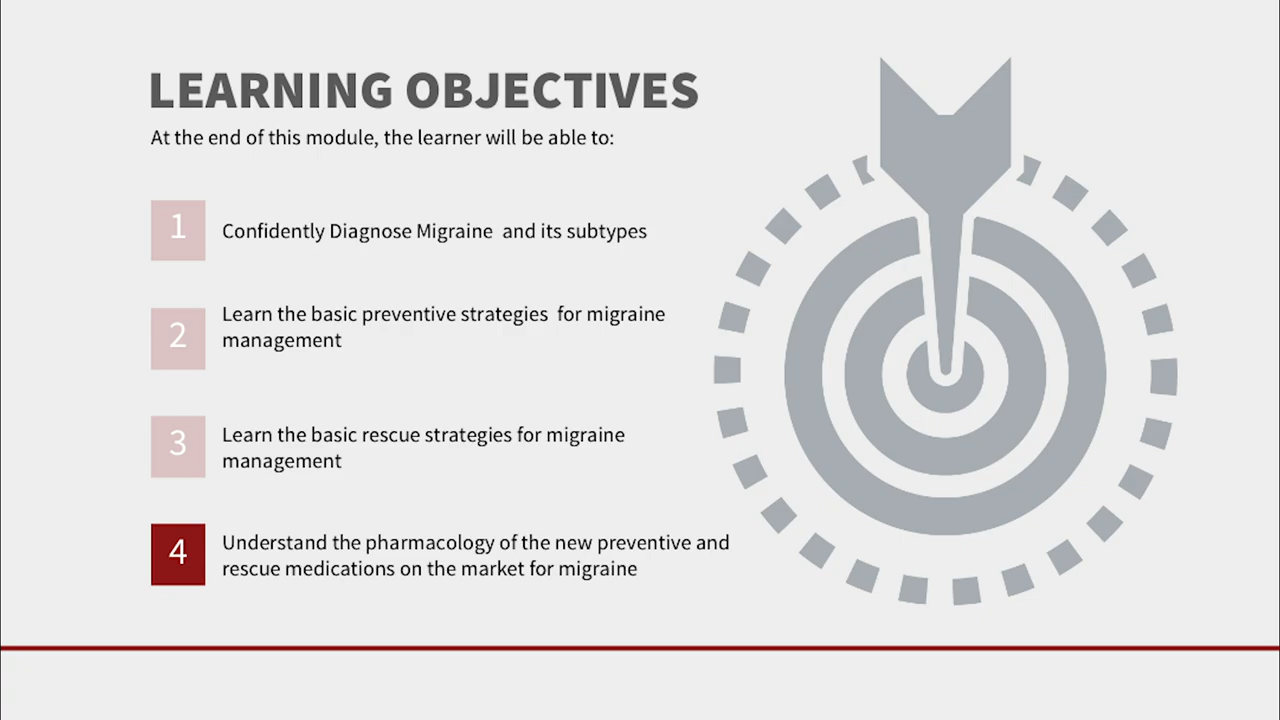 LEARNING OBJECTIVES
At the end of this module, the learner will be able to:
1
Confidently Diagnose Migraine  and its subtypes
2
Learn the basic preventive strategies  for migraine
management
3
Learn the basic rescue strategies for migraine
management
4
Understand the pharmacology of the new preventive and
rescue medications on the market for migraine